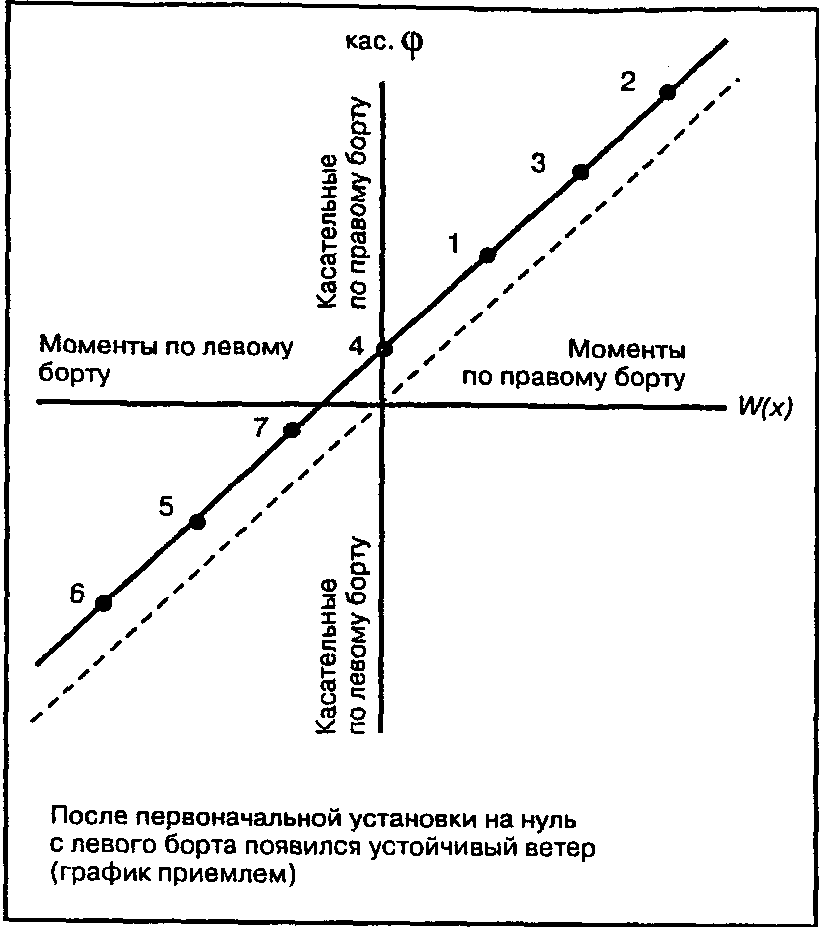 кас. φ
2
3
1
4
7
5
6
Касательные
по правому борту
Моменты по левому
борту
Моменты
по правому борту
W(x)
Касательные
по левому борту
После первоначальной установки на нуль
с левого борта появился устойчивый ветер
(график приемлем)